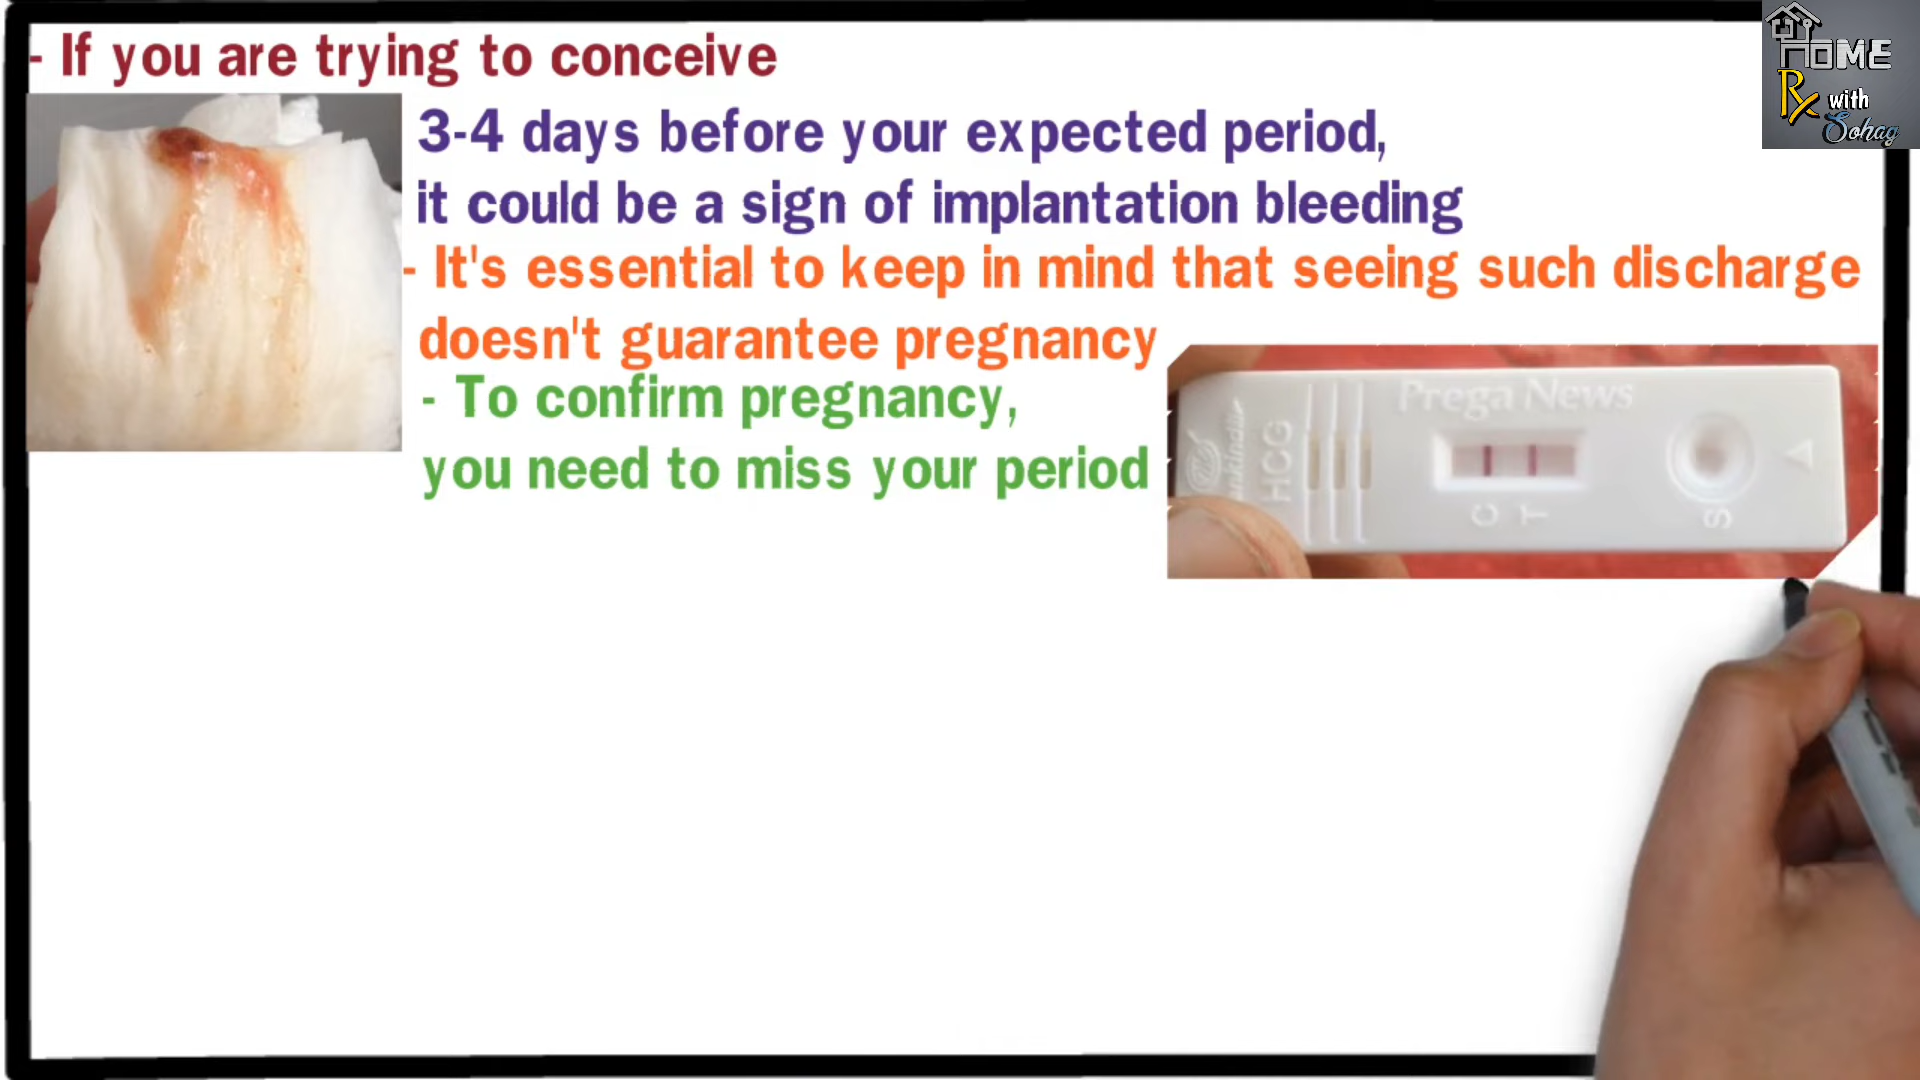 - If you are trying to conceive
3-4 days before your expected period,
it could be a sign of implantation bleeding
- It's essential to keep in mind that seeing such discharge
doesn't guarantee pregnancy
- To confirm pregnancy,
you need to miss your period
HOME
Rx with
Sohag
Prega News
HCG
C T
S